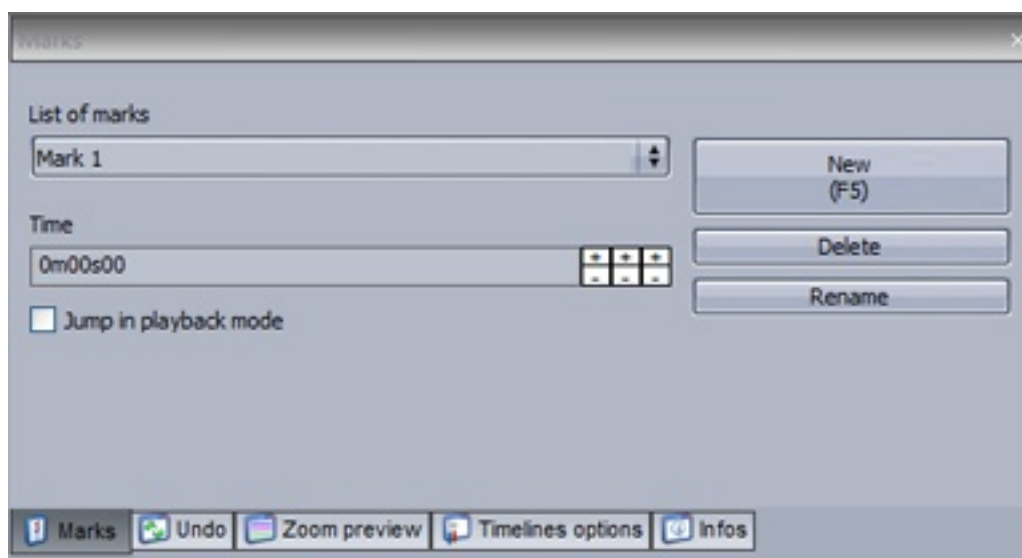 Marks
List of marks
Mark 1
New
(F5)
Time
Delete
0m00s00
+ + +
- - -
Rename
Jump in playback mode
Marks Undo Zoom preview Timelines options Infos